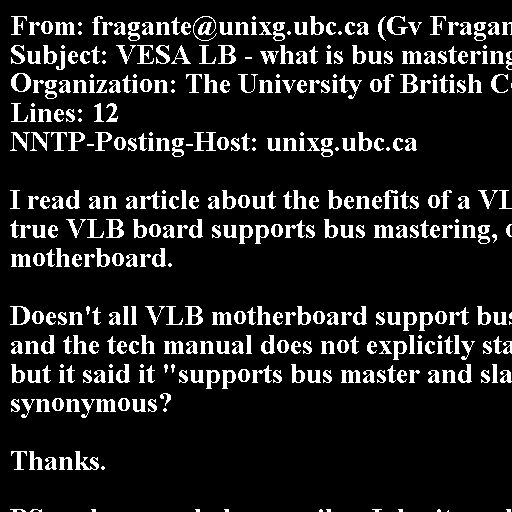 From: fragante@unixg.ubc.ca (Gv Fragan
Subject: VESA LB - what is bus mastering
Organization: The University of British
Lines: 12
NNTP-Posting-Host: unixg.ubc.ca
I read an article about the benefits of a VL
true VLB board supports bus mastering,
motherboard.
Doesn't all VLB motherboard support bus
and the tech manual does not explicitly sta
but it said it "supports bus master and sla
synonymous?
Thanks.